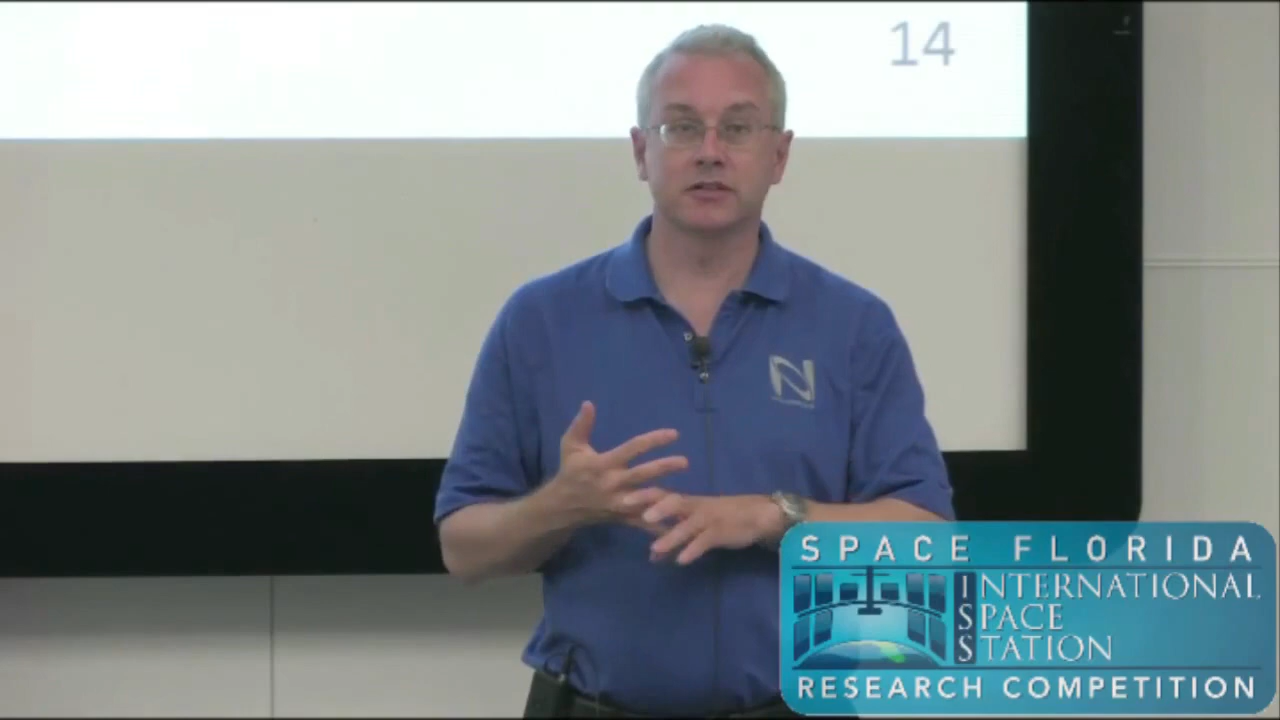 14
N
SPACE FLORIDA
INTERNATIONAL
SPACE
STATION
RESEARCH COMPETITION